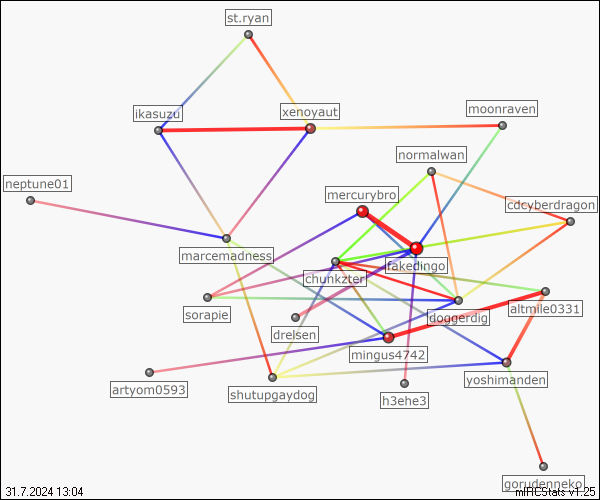 st.ryan
ikasuzu
xenoyaut
moonraven
normalwan
neptune01
mercurybro
cdcyberdragon
marcemadness
fakedingo
chunkzter
sorapie
doggerdig
altmile0331
drelsen
mingus4742
artyom0593
shutupgaydog
h3ehe3
yoshimanden
gorudenneko
31.7.2024 13:04
mIRCStats v1.25